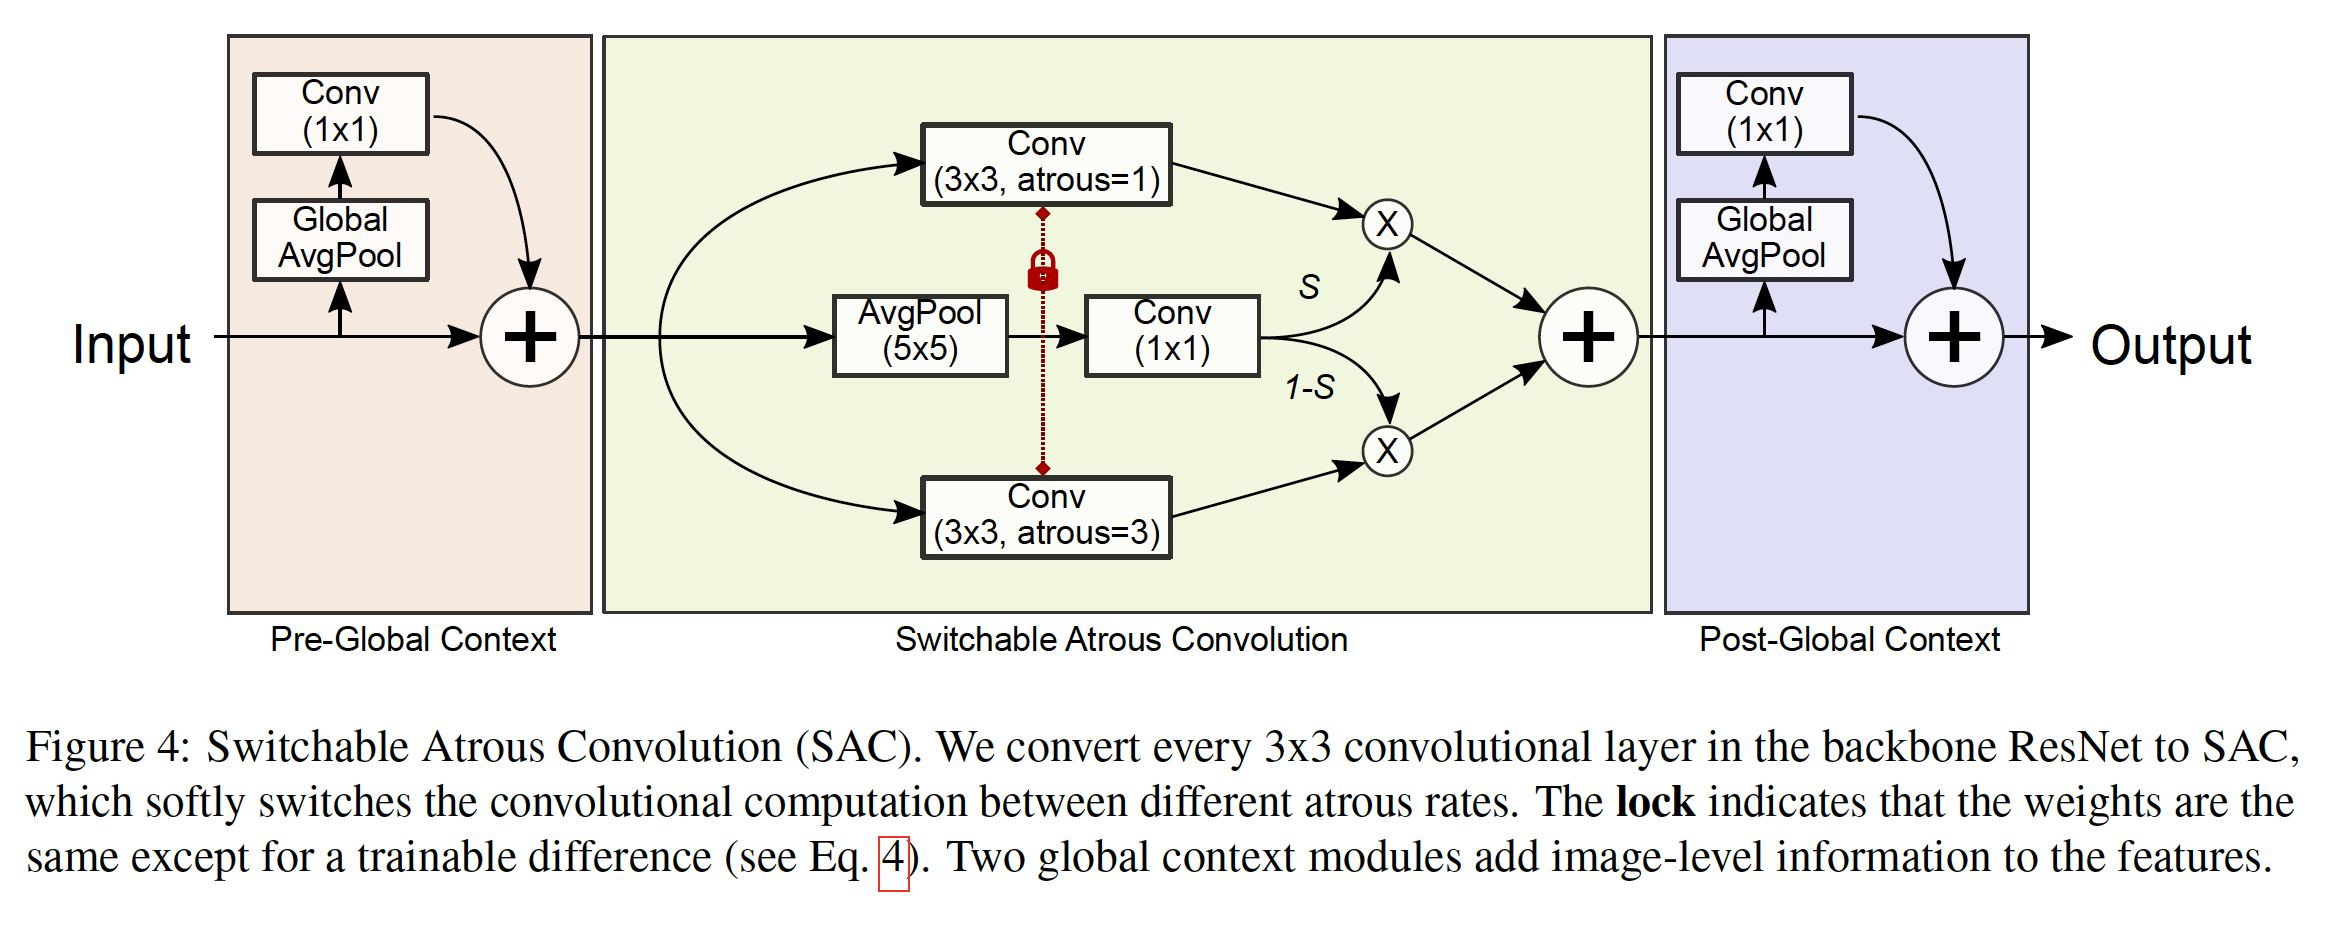 Input
Conv
(1x1)
Global
AvgPool
+
Pre-Global Context
Conv
(3x3, atrous=1)
AvgPool
(5x5)
Conv
(1x1)
Conv
(3x3, atrous=3)
S
1-S
X
X
+
Switchable Atrous Convolution
Conv
(1x1)
Global
AvgPool
+
Post-Global Context
Output
Figure 4: Switchable Atrous Convolution (SAC). We convert every 3x3 convolutional layer in the backbone ResNet to SAC,
which softly switches the convolutional computation between different atrous rates. The lock indicates that the weights are the
same except for a trainable difference (see Eq. 4). Two global context modules add image-level information to the features.